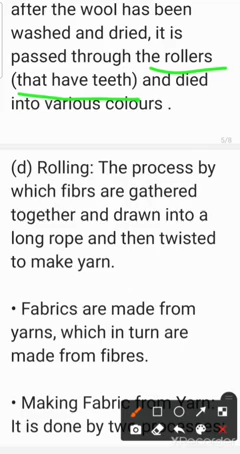 after the wool has been
washed and dried, it is
passed through the rollers
(that have teeth) and died
into various colours .
5/8
(d) Rolling: The process by
which fibrs are gathered
together and drawn into a
long rope and then twisted
to make yarn.
• Fabrics are made from
yarns, which in turn are
made from fibres.
• Making Fabric from Yarn:
It is done by two processes:
XRecorder